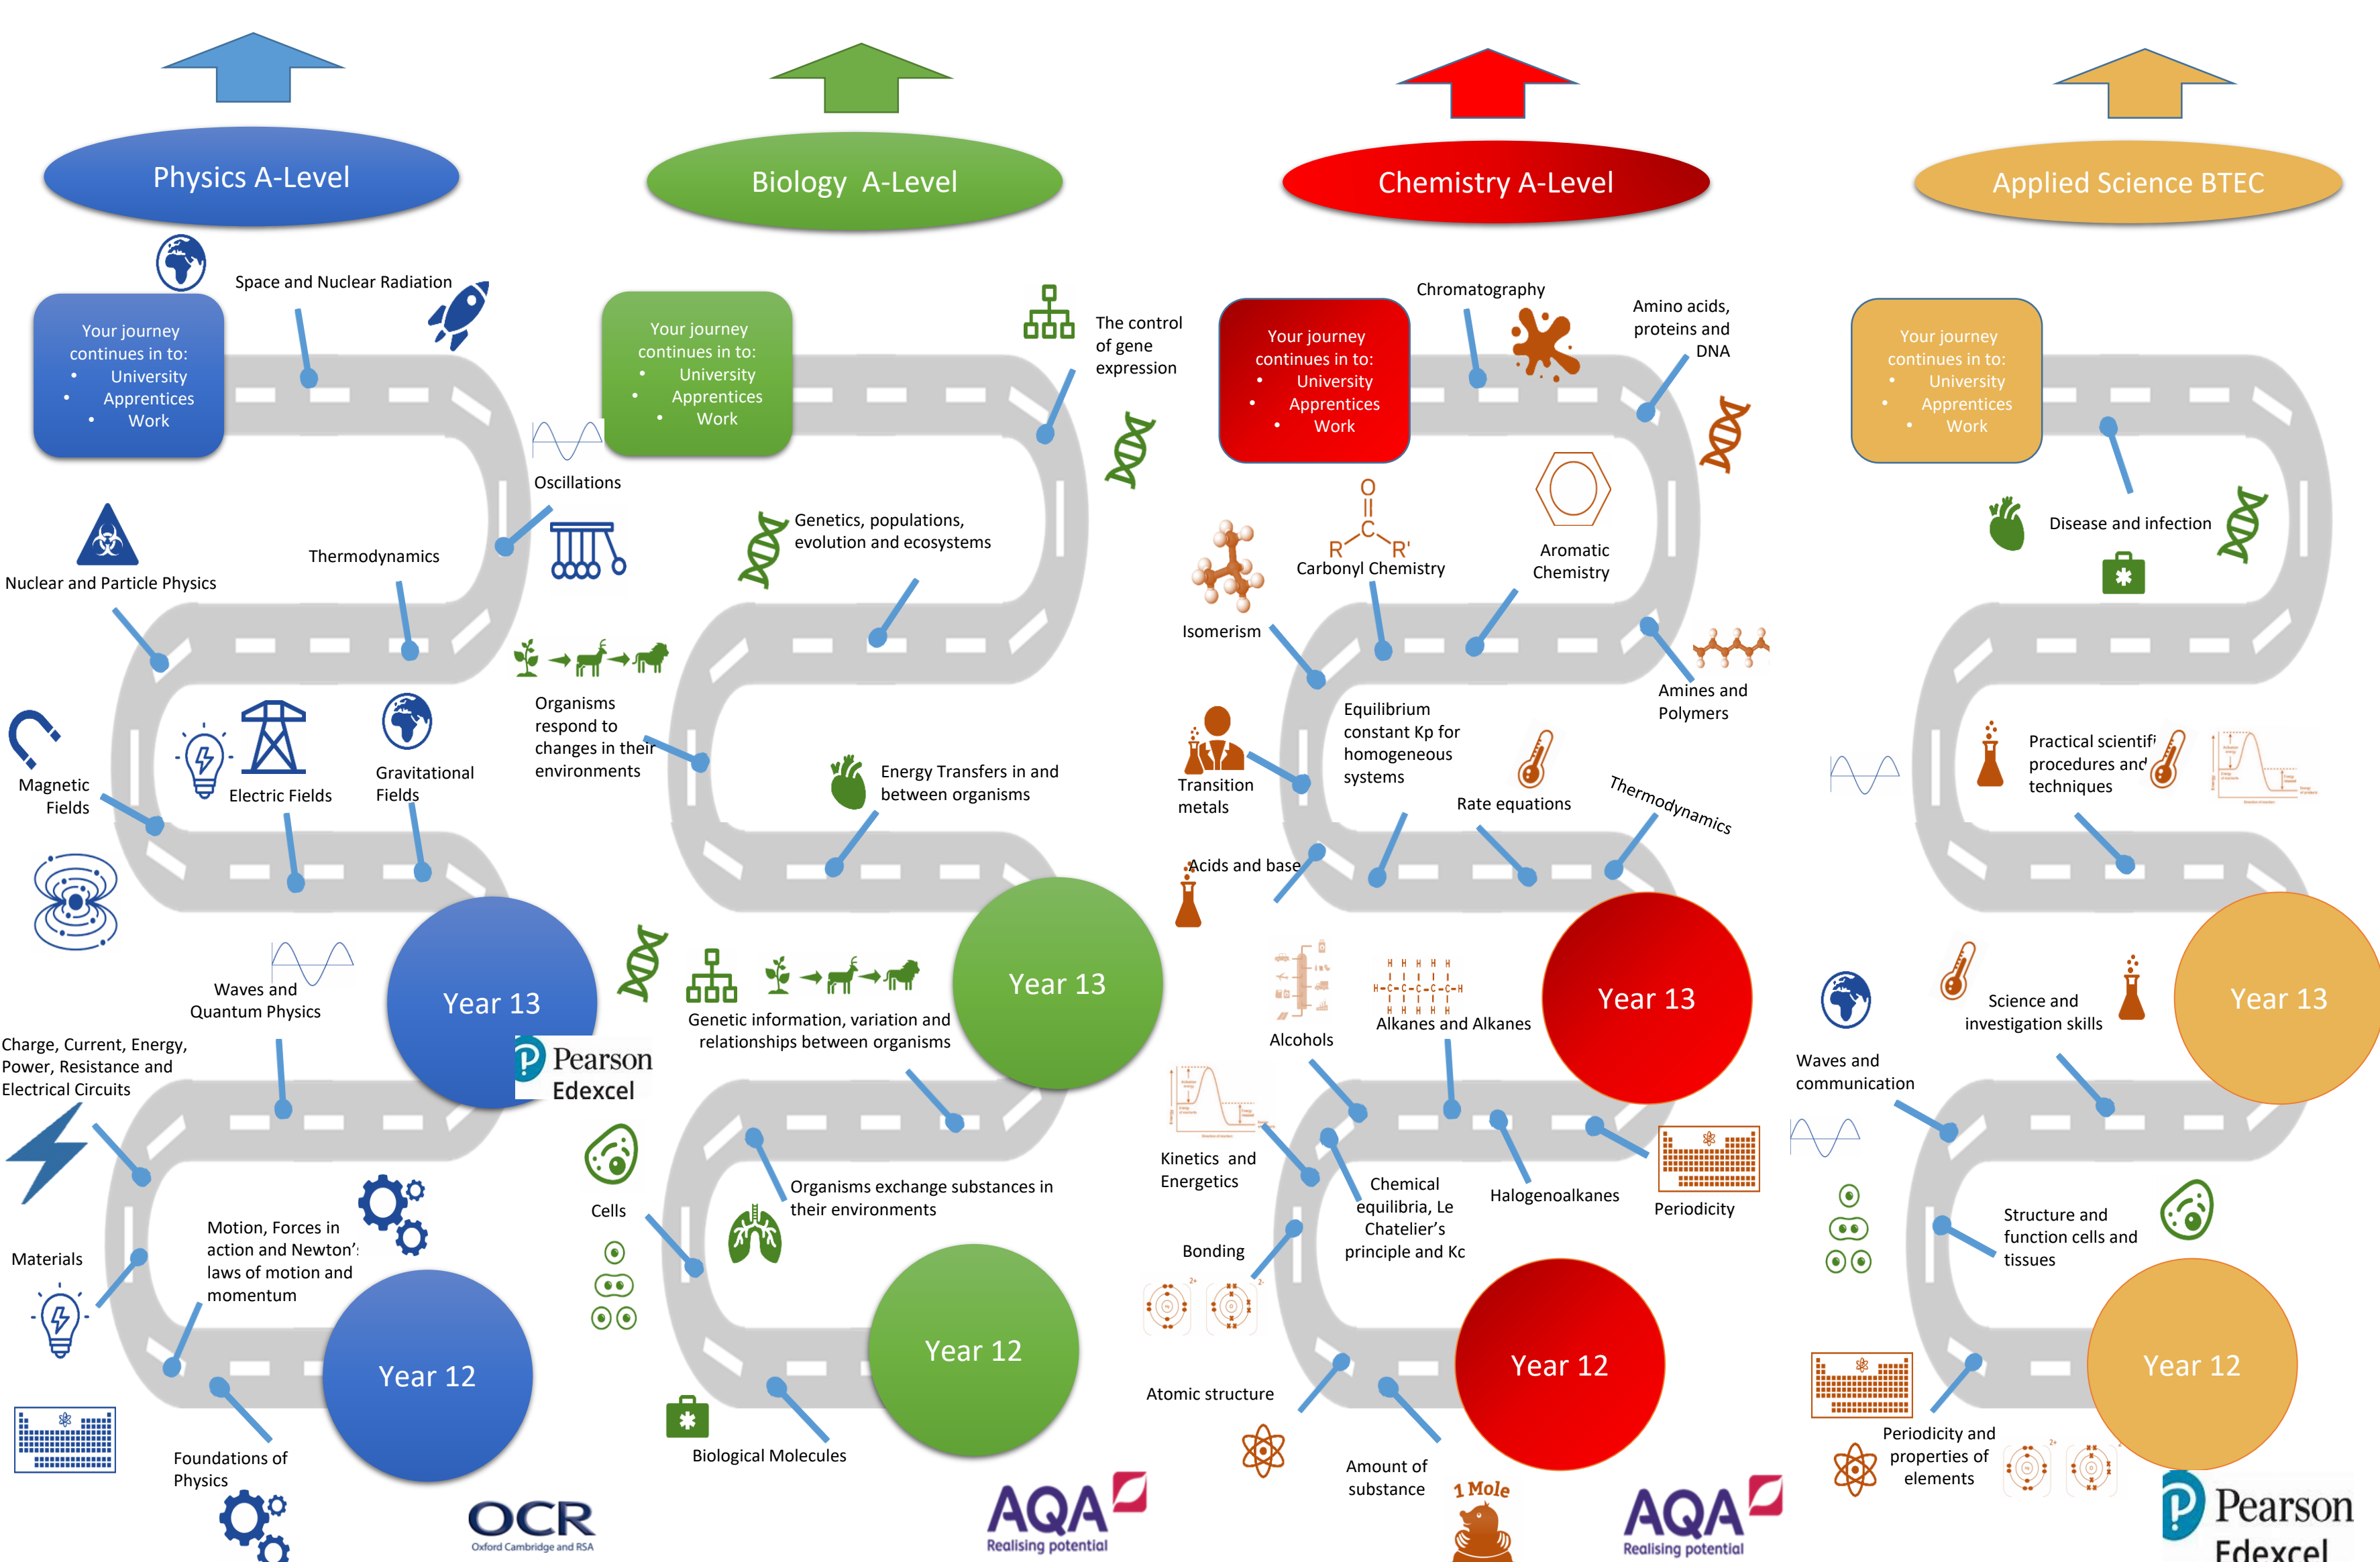 Physics A-Level
Space and Nuclear Radiation
Your journey
continues in to:
• University
• Apprentices
• Work
Oscillations
Thermodynamics
Nuclear and Particle Physics
Magnetic
Fields
Electric Fields
Gravitational
Fields
Year 13
Waves and
Quantum Physics
Charge, Current, Energy,
Power, Resistance and
Electrical Circuits
Pearson
Edexcel
Materials
Motion, Forces in
action and Newton's
laws of motion and
momentum
Year 12
Foundations of
Physics
OCR
Oxford Cambridge and RSA
Biology A-Level
Your journey
continues in to:
• University
• Apprentices
• Work
The control
of gene
expression
Genetics, populations,
evolution and ecosystems
Organisms
respond to
changes in their
environments
Energy Transfers in and
between organisms
Year 13
Genetic information, variation and
relationships between organisms
Organisms exchange substances in
their environments
Cells
Year 12
Biological Molecules
AQA
Realising potential
Chemistry A-Level
Your journey
continues in to:
• University
• Apprentices
• Work
Chromatography
Amino acids,
proteins and
DNA
O
C
R R'
Carbonyl Chemistry
Aromatic
Chemistry
Isomerism
Amines and
Polymers
Transition
metals
Equilibrium
constant Kp for
homogeneous
systems
Rate equations
Thermodynamics
Acids and base
Year 13
H H H H H
H-C-C-C-C-C-H
H H H H H
Alkanes and Alkanes
Alcohols
Kinetics and
Energetics
Chemical
equilibria, Le
Chatelier's
principle and Kc
Halogenoalkanes
Periodicity
Bonding
2+
2-
Year 12
Atomic structure
Amount of
substance
1 Mole
AQA
Realising potential
Applied Science BTEC
Your journey
continues in to:
• University
• Apprentices
• Work
Disease and infection
Practical scientifi
procedures and
techniques
Year 13
Science and
investigation skills
Waves and
communication
Structure and
function cells and
tissues
Year 12
Periodicity and
properties of
elements
2+
Pearson
Edexcel